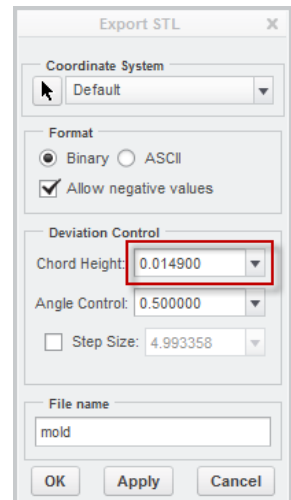 Export STL X
Coordinate System
Default
Format
Binary ASCII
Allow negative values
Deviation Control
Chord Height: 0.014900
Angle Control: 0.500000
Step Size: 4.993358
File name
mold
OK Apply Cancel